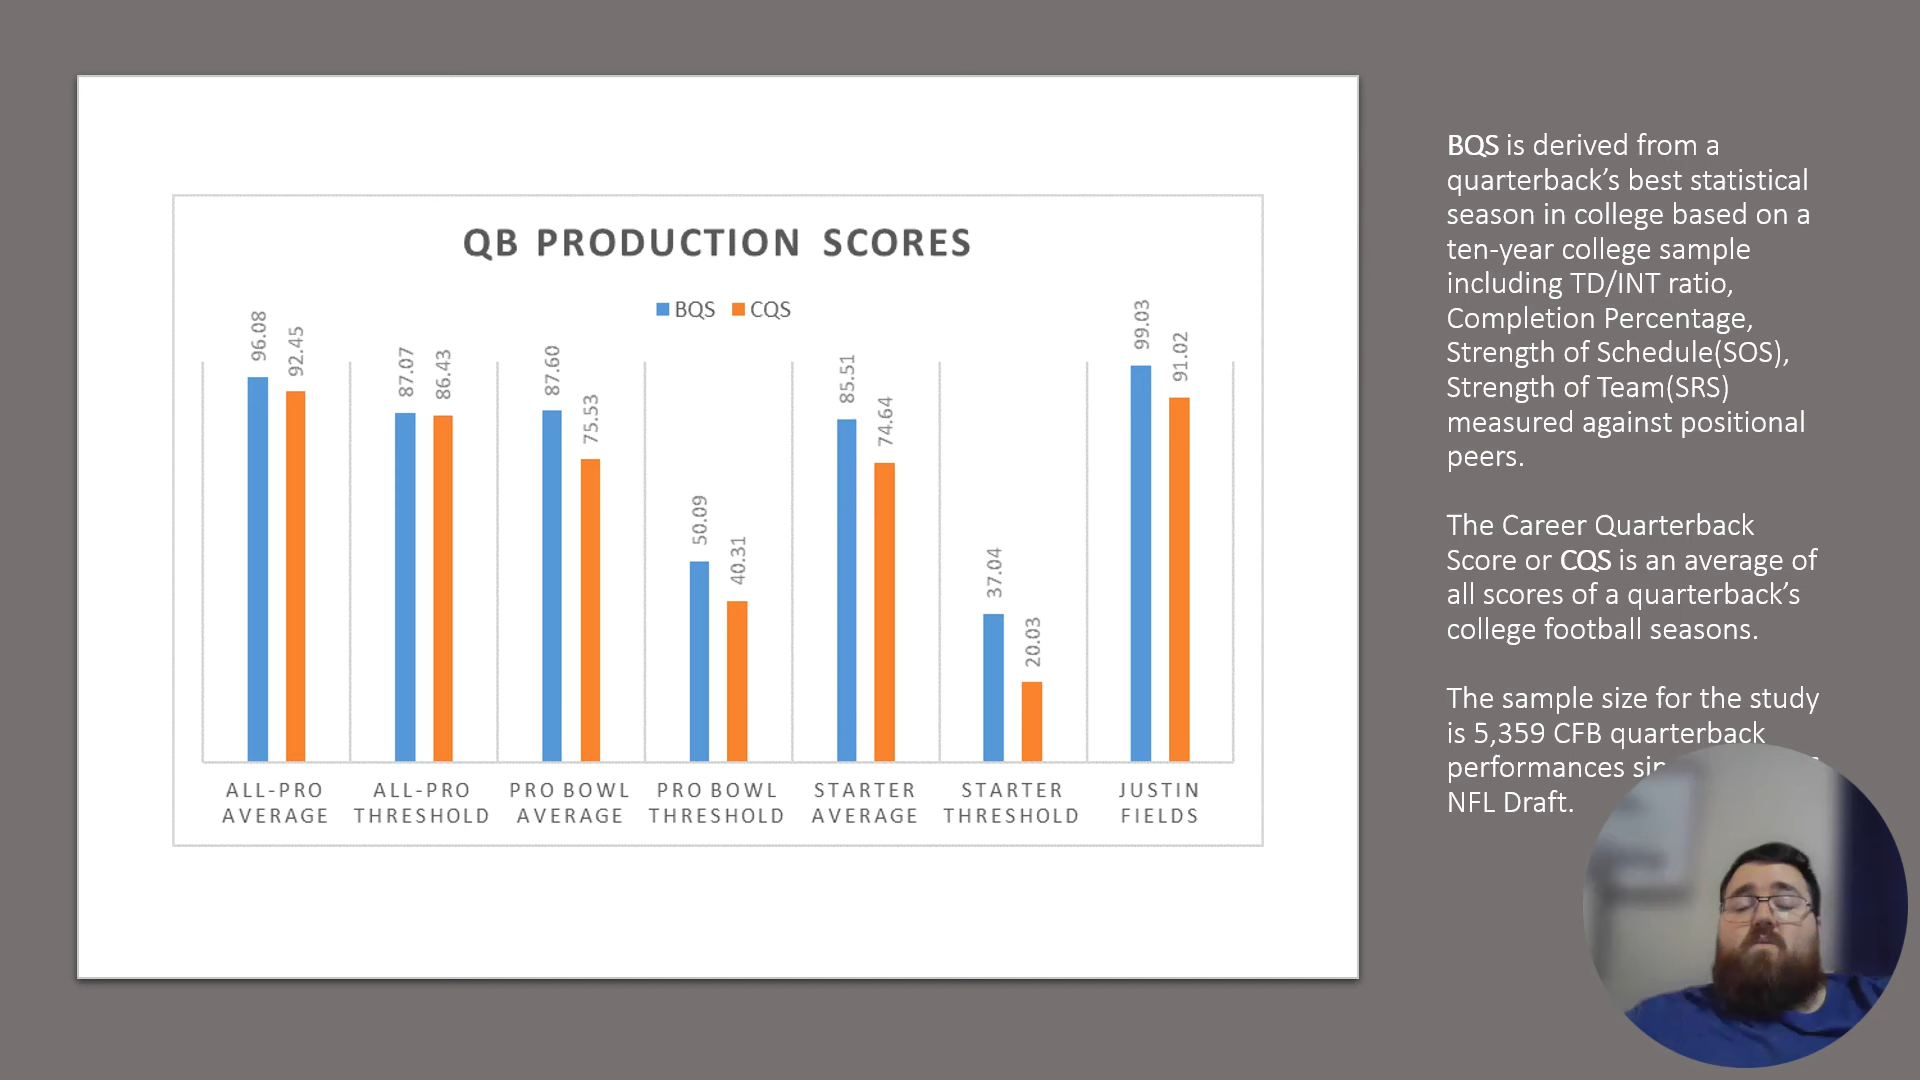 QB PRODUCTION SCORES
BQS CQS
96.08
92.45
87.07
86.43
87.60
75.53
50.09
40.31
85.51
74.64
37.04
20.03
99.03
91.02
ALL-PRO AVERAGE
ALL-PRO THRESHOLD
PRO BOWL AVERAGE
PRO BOWL THRESHOLD
STARTER AVERAGE
STARTER THRESHOLD
JUSTIN FIELDS
BQS is derived from a
quarterback’s best statistical
season in college based on a
ten-year college sample
including TD/INT ratio,
Completion Percentage,
Strength of Schedule(SOS),
Strength of Team(SRS)
measured against positional
peers.
The Career Quarterback
Score or CQS is an average of
all scores of a quarterback’s
college football seasons.
The sample size for the study
is 5,359 CFB quarterback
performances
NFL Draft.